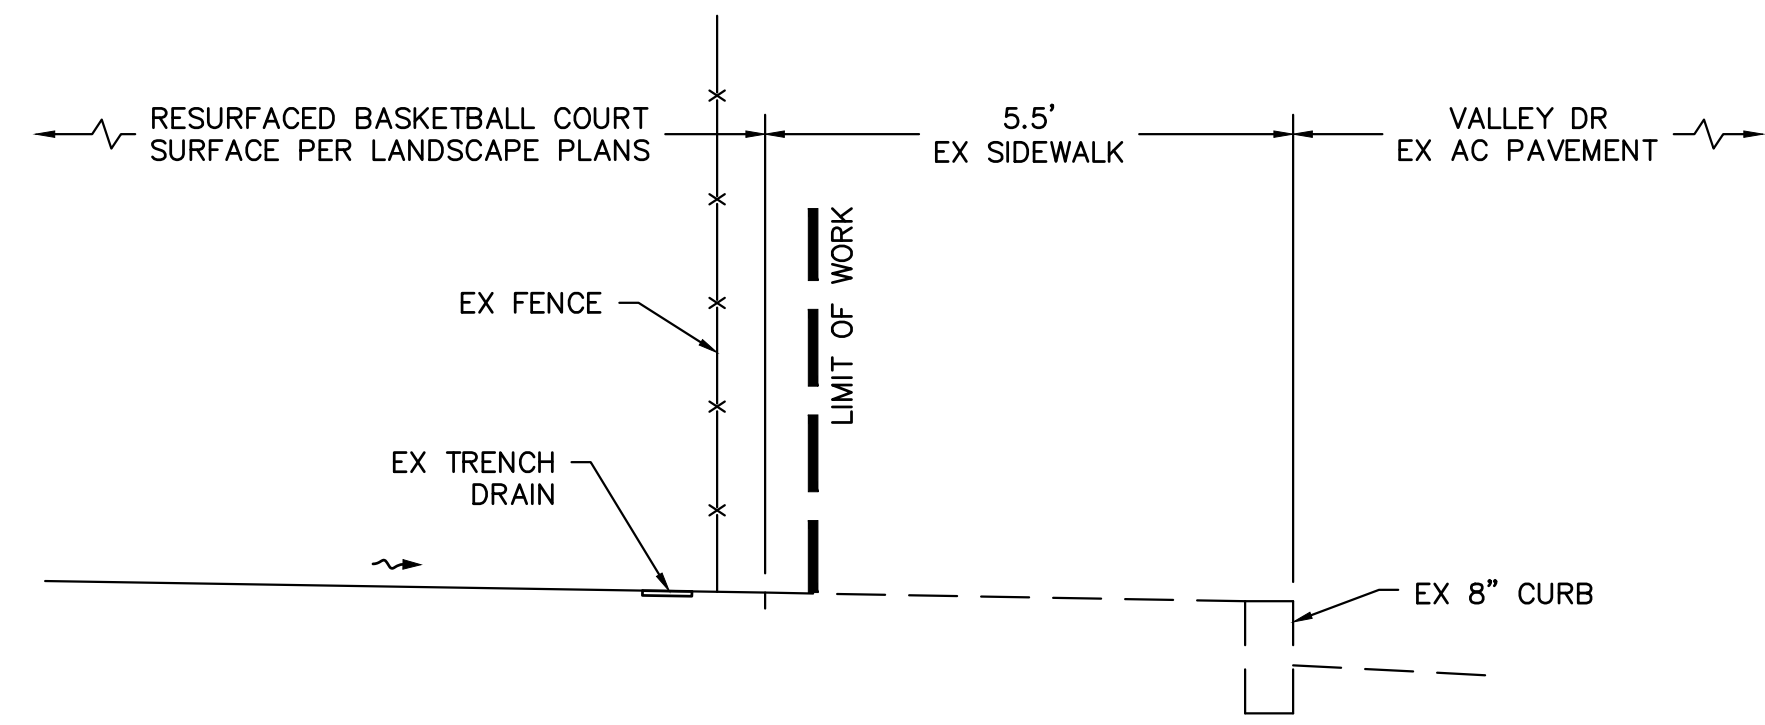 RESURFACED BASKETBALL COURT
SURFACE PER LANDSCAPE PLANS
5.5'
EX SIDEWALK
VALLEY DR
EX AC PAVEMENT
LIMIT OF WORK
EX FENCE
EX TRENCH
DRAIN
EX 8" CURB